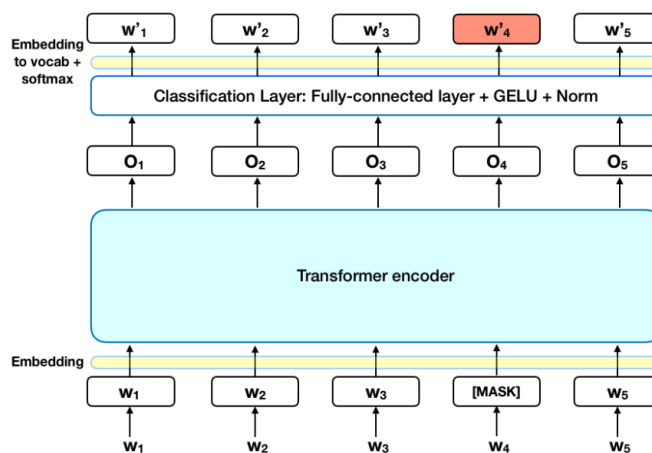 w'₁ w'₂ w'₃ w'₄ w'₅
Embedding
to vocab +
softmax
Classification Layer: Fully-connected layer + GELU + Norm
O₁ O₂ O₃ O₄ O₅
Transformer encoder
Embedding
w₁ w₂ w₃ [MASK] w₅
w₁ w₂ w₃ w₄ w₅